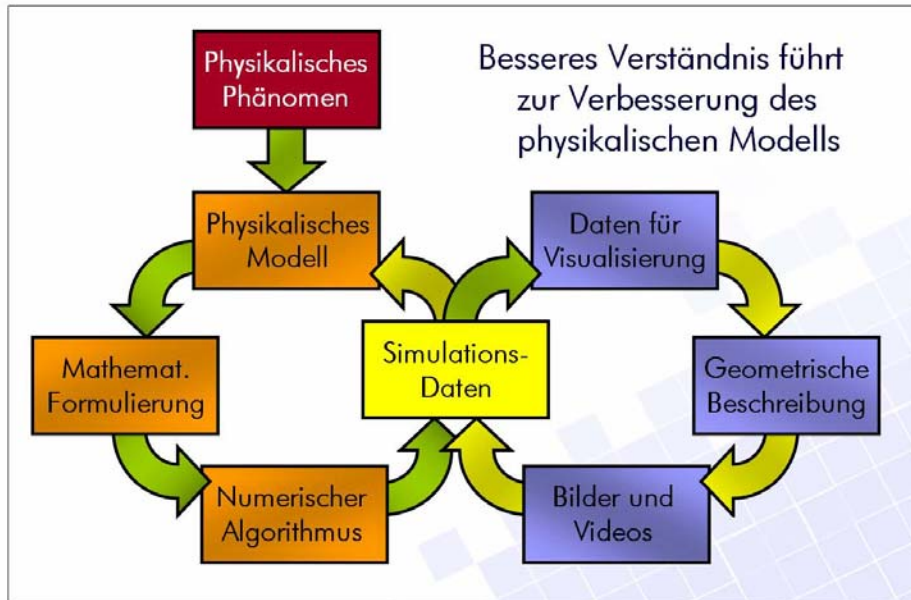 Physikalisches
Phänomen
Besseres Verständnis führt
zur Verbesserung des
physikalischen Modells
Physikalisches
Modell
Daten für
Visualisierung
Mathemat.
Formulierung
Simulations-
Daten
Geometrische
Beschreibung
Numerischer
Algorithmus
Bilder und
Videos